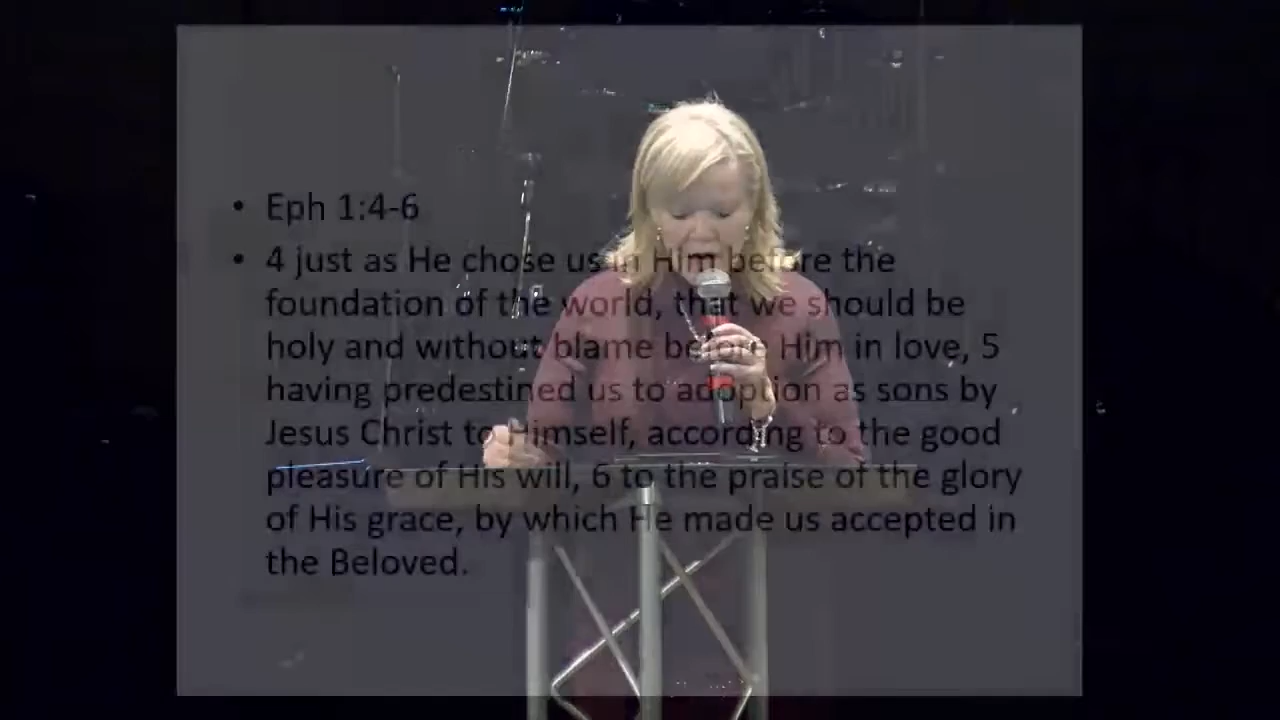 • Eph 1:4-6
• 4 just as He chose us in Him before the
foundation of the world, that we should be
holy and without blame before Him in love, 5
having predestined us to adoption as sons by
Jesus Christ to Himself, according to the good
pleasure of His will, 6 to the praise of the glory
of His grace, by which He made us accepted in
the Beloved.